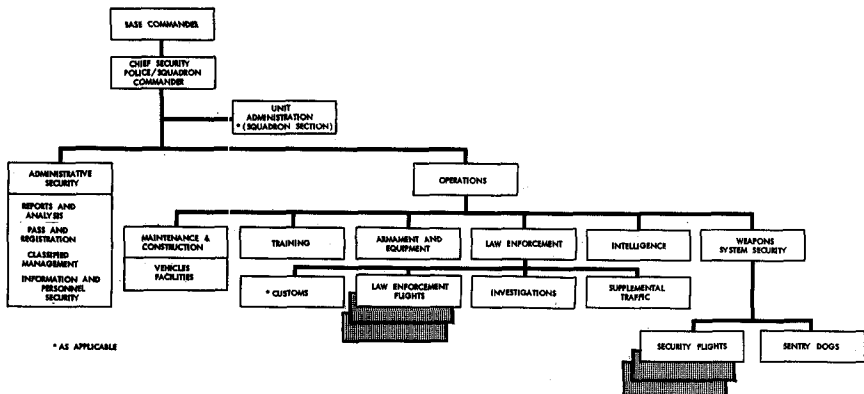 BASE COMMANDER
CHIEF SECURITY
POLICE/SQUADRON
COMMANDER
UNIT
ADMINISTRATION
* (SQUADRON SECTION)
ADMINISTRATIVE
SECURITY
REPORTS AND
ANALYSIS
PASS AND
REGISTRATION
CLASSIFIED
MANAGEMENT
INFORMATION AND
PERSONNEL
SECURITY
OPERATIONS
MAINTENANCE &
CONSTRUCTION
VEHICLES
FACILITIES
TRAINING
ARMAMENT AND
EQUIPMENT
LAW ENFORCEMENT
INTELLIGENCE
WEAPONS
SYSTEM SECURITY
* CUSTOMS
LAW ENFORCEMENT
FLIGHTS
INVESTIGATIONS
SUPPLEMENTAL
TRAFFIC
SECURITY FLIGHTS
SENTRY DOGS
* AS APPLICABLE